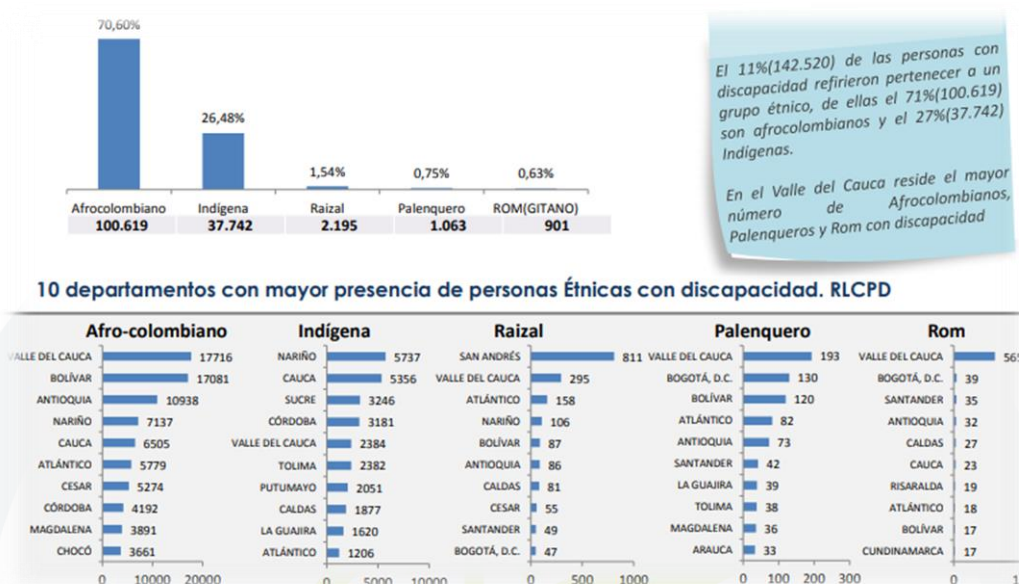 70,60%
26,48%
1,54%
0,75%
0,63%
Afrocolombiano Indígena Raizal Palenquero ROM(GITANO)
100.619 37.742 2.195 1.063 901
El 11%(142.520) de las personas con
discapacidad refirieron pertenecer a un
grupo étnico, de ellas el 71%(100.619)
son afrocolombianos y el 27%(37.742)
Indígenas.
En el Valle del Cauca reside el mayor
número de Afrocolombianos,
Palenqueros y Rom con discapacidad
10 departamentos con mayor presencia de personas Étnicas con discapacidad. RLCPD
Afro-colombiano
VALLE DEL CAUCA 17716
BOLÍVAR 17081
ANTIOQUIA 10938
NARIÑO 7137
CAUCA 6505
ATLÁNTICO 5779
CESAR 5274
CÓRDOBA 4192
MAGDALENA 3891
CHOCÓ 3661
0 10000 20000
Indígena
NARIÑO 5737
CAUCA 5356
SUCRE 3246
CÓRDOBA 3181
VALLE DEL CAUCA 2384
TOLIMA 2382
PUTUMAYO 2051
CALDAS 1877
LA GUAJIRA 1620
ATLÁNTICO 1206
0 5000 10000
Raizal
SAN ANDRÉS 811
VALLE DEL CAUCA 295
ATLÁNTICO 158
NARIÑO 106
BOLÍVAR 87
ANTIOQUIA 86
CALDAS 81
CESAR 55
SANTANDER 49
BOGOTÁ, D.C. 47
0 500 1000
Palenquero
VALLE DEL CAUCA 193
BOGOTÁ, D.C. 130
BOLÍVAR 120
ATLÁNTICO 82
ANTIOQUIA 73
SANTANDER 42
LA GUAJIRA 39
TOLIMA 38
MAGDALENA 36
ARAUCA 33
0 100 200 300
Rom
VALLE DEL CAUCA 565
BOGOTÁ, D.C. 39
SANTANDER 35
ANTIOQUIA 32
CALDAS 27
CAUCA 23
RISARALDA 19
ATLÁNTICO 18
BOLÍVAR 17
CUNDINAMARCA 17
0